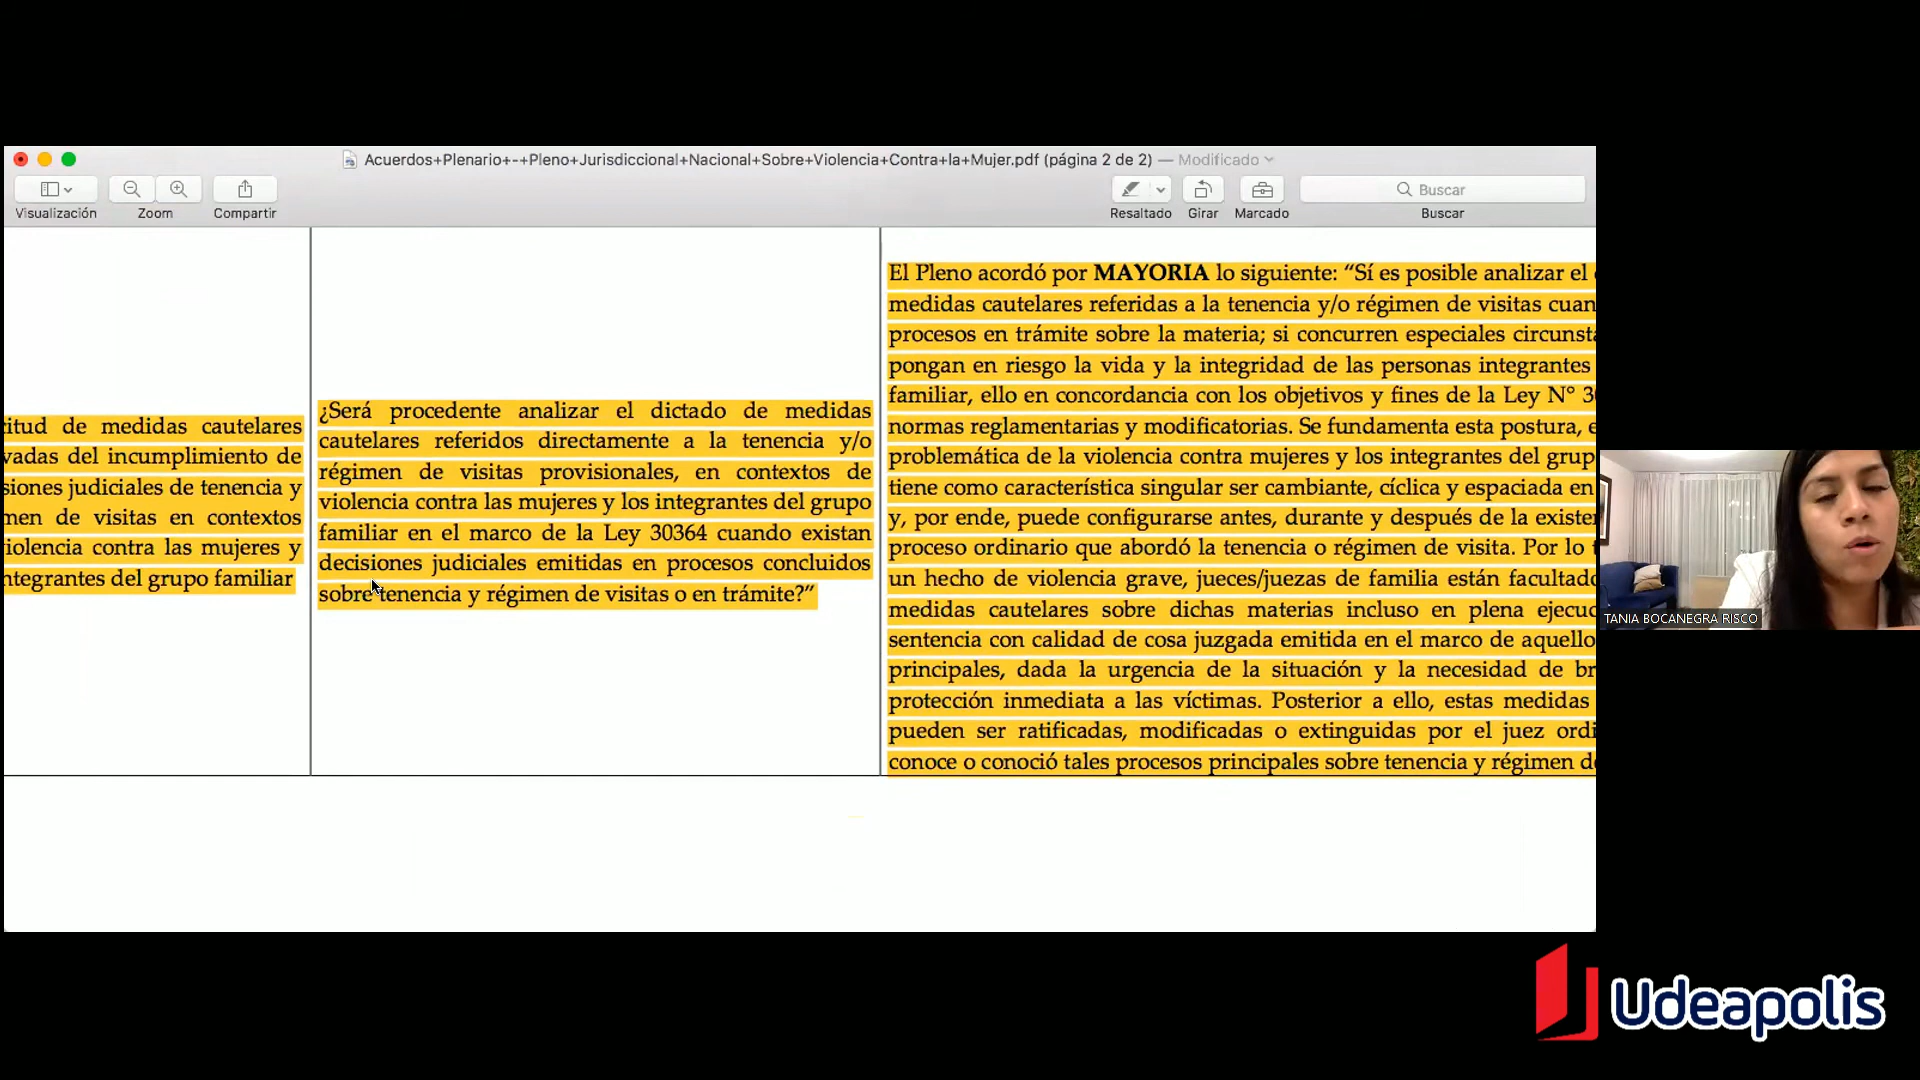 Acuerdos+Plenario+-+Pleno+Jurisdiccional+Nacional+Sobre+Violencia+Contra+la+Mujer.pdf (página 2 de 2) — Modificado
Buscar
Visualización
Zoom
Compartir
Resaltado
Girar
Marcado
Buscar
citud de medidas cautelares
vadas del incumplimiento de
siones judiciales de tenencia y
men de visitas en contextos
violencia contra las mujeres y
ntegrantes del grupo familiar
¿Será procedente analizar el dictado de medidas
cautelares referidos directamente a la tenencia y/o
régimen de visitas provisionales, en contextos de
violencia contra las mujeres y los integrantes del grupo
familiar en el marco de la Ley 30364 cuando existan
decisiones judiciales emitidas en procesos concluidos
sobre tenencia y régimen de visitas o en trámite?”
El Pleno acordó por MAYORIA lo siguiente: “Sí es posible analizar el
medidas cautelares referidas a la tenencia y/o régimen de visitas cuan
procesos en trámite sobre la materia; si concurren especiales circunsta
pongan en riesgo la vida y la integridad de las personas integrantes
familiar, ello en concordancia con los objetivos y fines de la Ley N° 30
normas reglamentarias y modificatorias. Se fundamenta esta postura, e
problemática de la violencia contra mujeres y los integrantes del grup
tiene como característica singular ser cambiante, cíclica y espaciada en
y, por ende, puede configurarse antes, durante y después de la existen
proceso ordinario que abordó la tenencia o régimen de visita. Por lo t
un hecho de violencia grave, jueces/juezas de familia están facultado
medidas cautelares sobre dichas materias incluso en plena ejecuc
sentencia con calidad de cosa juzgada emitida en el marco de aquello
principales, dada la urgencia de la situación y la necesidad de br
protección inmediata a las víctimas. Posterior a ello, estas medidas
pueden ser ratificadas, modificadas o extinguidas por el juez ordi
conoce o conoció tales procesos principales sobre tenencia y régimen de
TANIA BOCANEGRA RISCO
Udeapolis